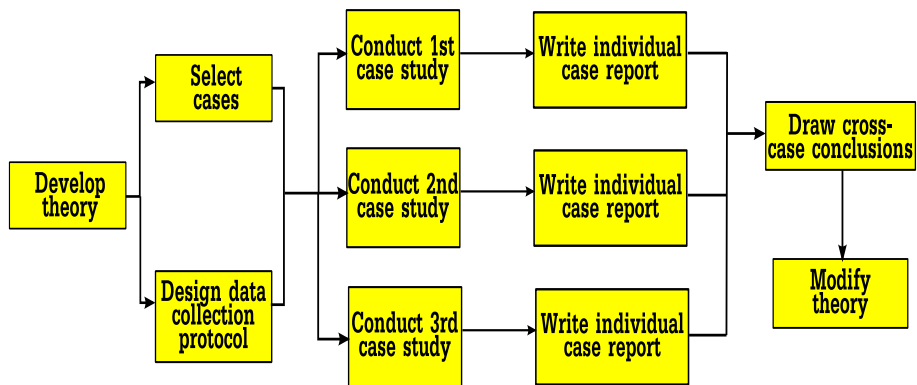 Develop
theory
Select
cases
Design data
collection
protocol
Conduct 1st
case study
Write individual
case report
Conduct 2nd
case study
Write individual
case report
Conduct 3rd
case study
Write individual
case report
Draw cross-
case conclusions
Modify
theory